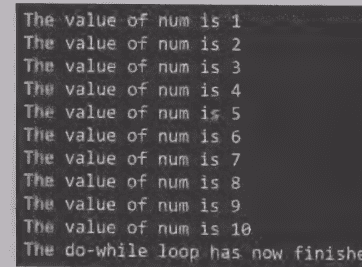 The value of num is 1
The value of num is 2
The value of num is 3
The value of num is 4
The value of num is 5
The value of num is 6
The value of num is 7
The value of num is 8
The value of num is 9
The value of num is 10
The do-while loop has now finishe